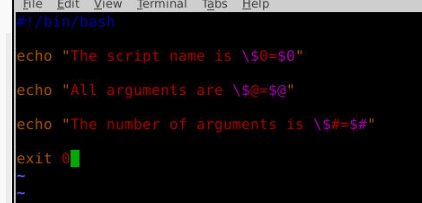 File Edit View Terminal Tabs Help
#!/bin/bash
echo "The script name is \$0=$0"
echo "All arguments are \$@=$@"
echo "The number of arguments is \$#=$#"
exit 0
~
~